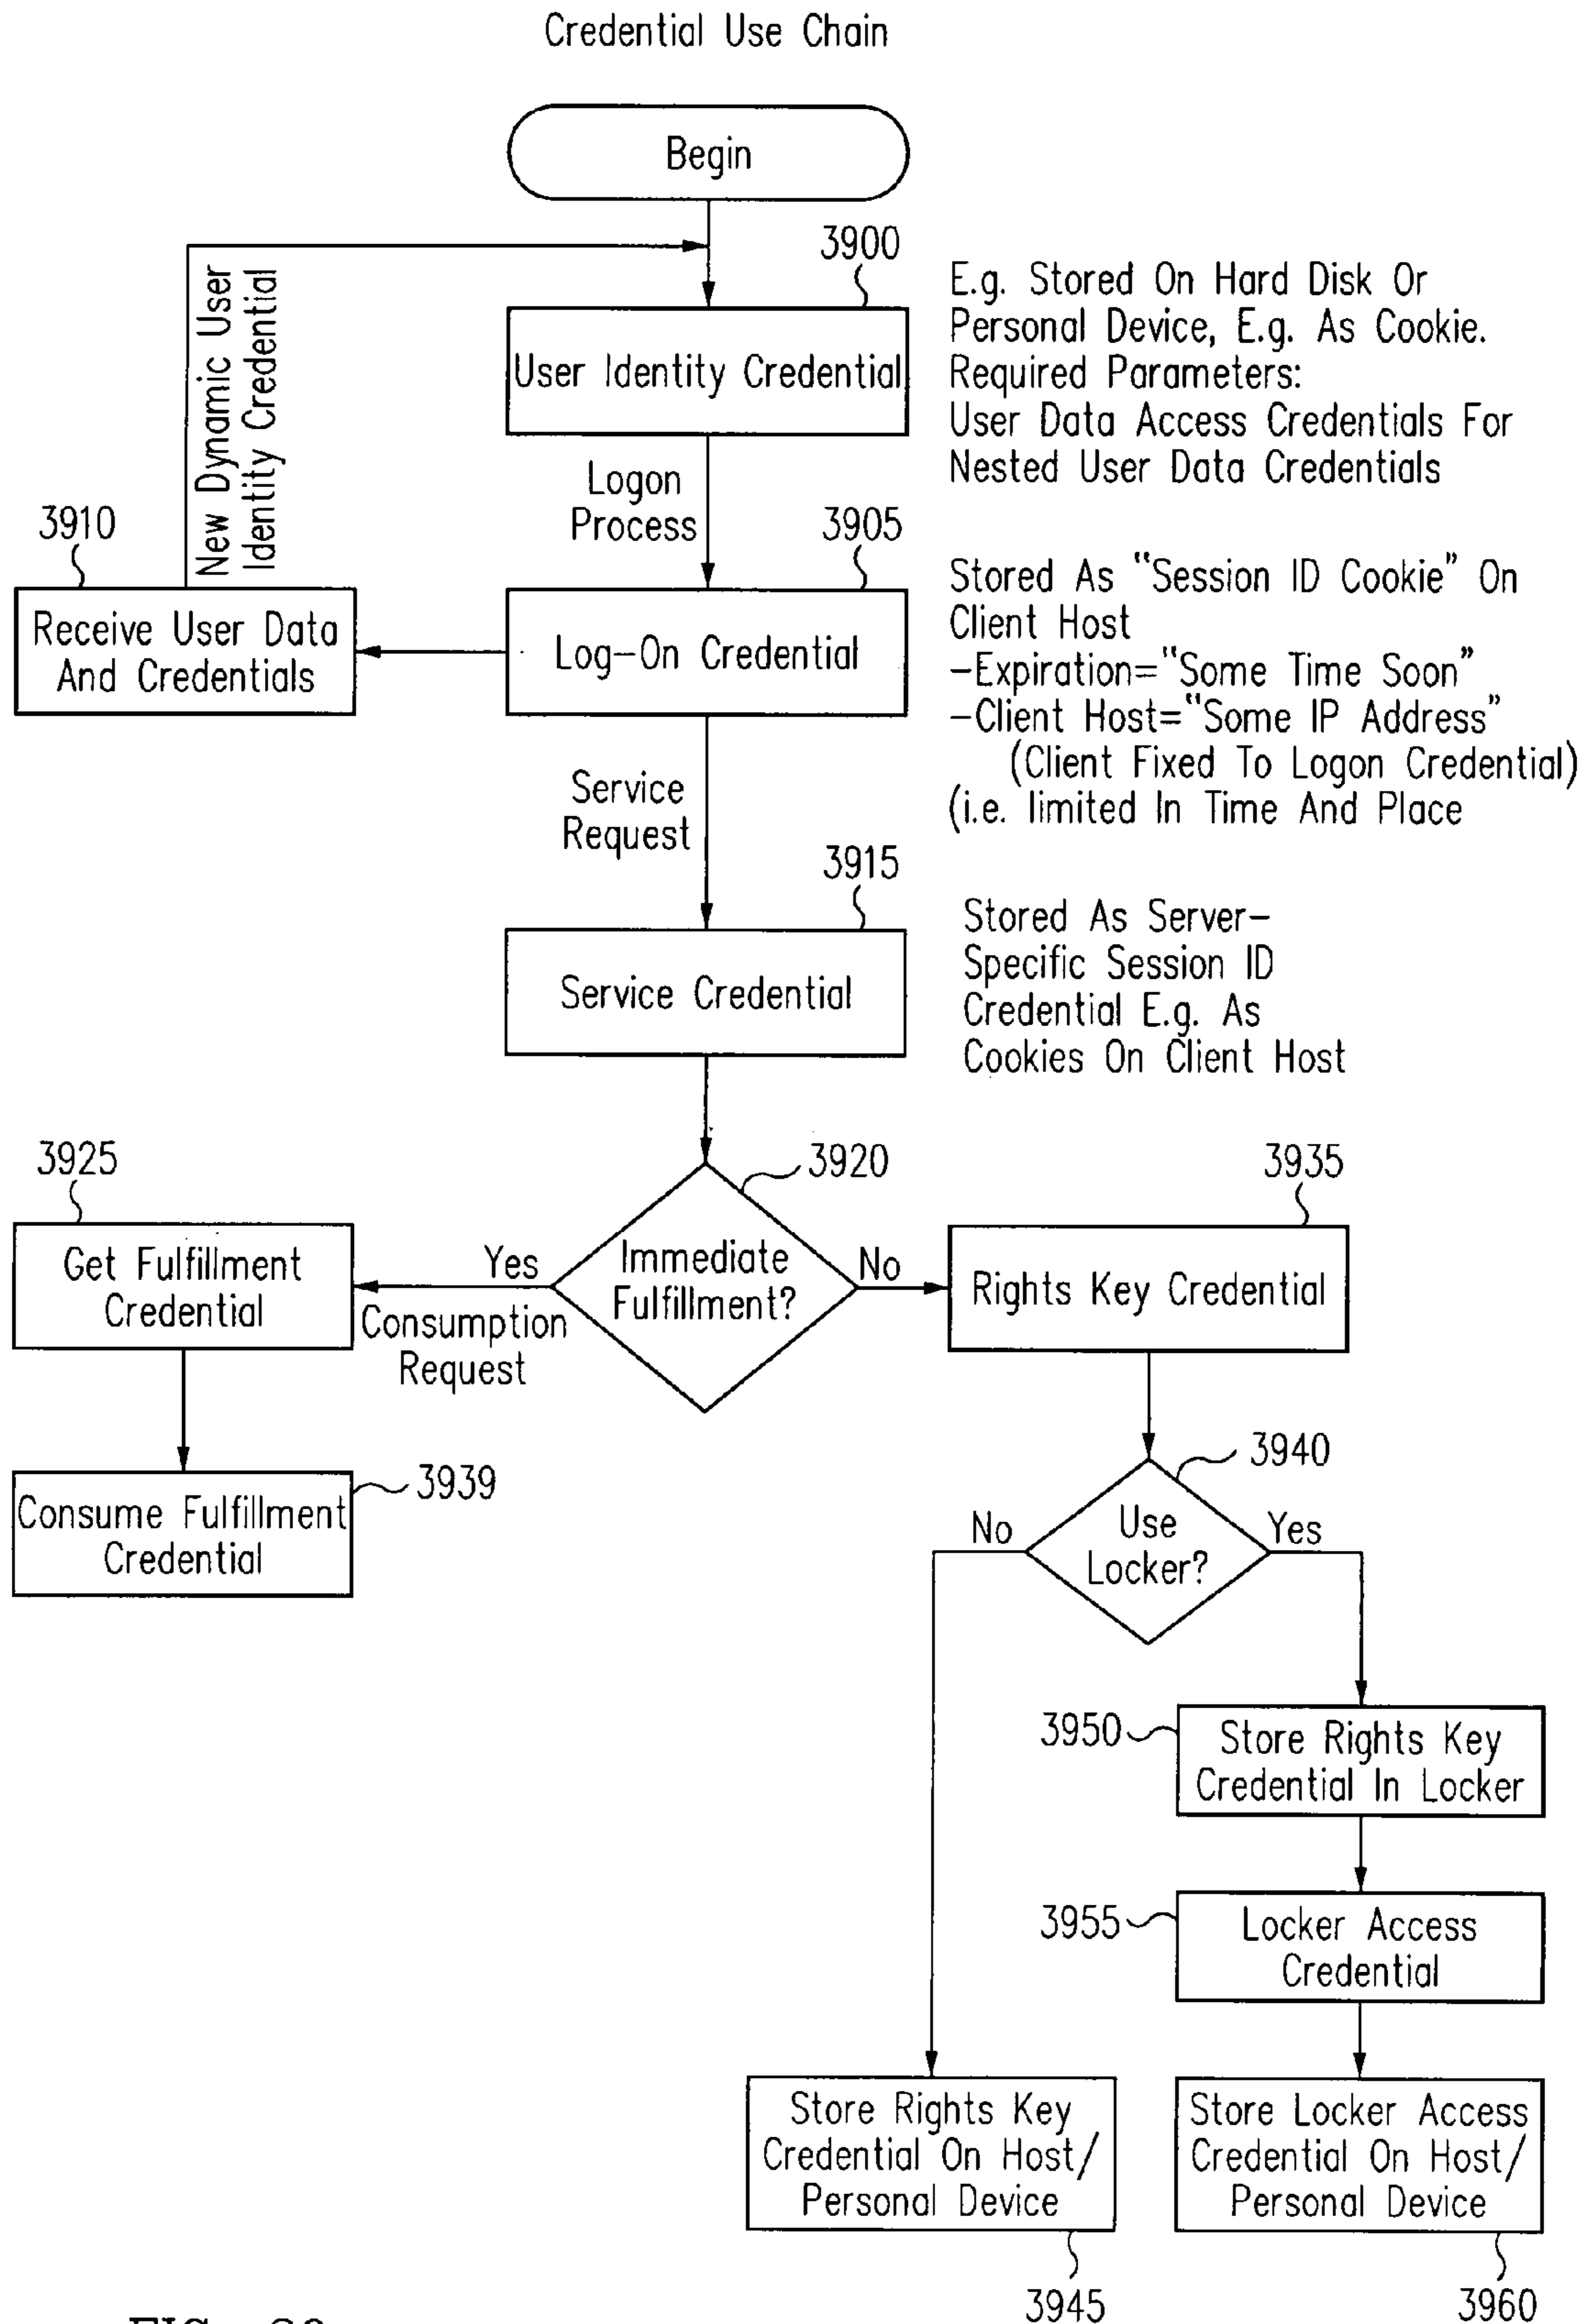 Credential Use Chain
Begin
3900
User Identity Credential
E.g. Stored On Hard Disk Or
Personal Device, E.g. As Cookie.
Required Parameters:
User Data Access Credentials For
Nested User Data Credentials
New Dynamic User
Identity Credential
Logon
Process
3910
Receive User Data
And Credentials
3905
Log-On Credential
Stored As "Session ID Cookie" On
Client Host
-Expiration="Some Time Soon"
-Client Host="Some IP Address"
(Client Fixed To Logon Credential)
(i.e. limited In Time And Place
Service
Request
3915
Service Credential
Stored As Server-
Specific Session ID
Credential E.g. As
Cookies On Client Host
3920
Immediate
Fulfillment?
Yes
Consumption
Request
No
3925
Get Fulfillment
Credential
3935
Rights Key Credential
3939
Consume Fulfillment
Credential
3940
Use
Locker?
No
Yes
3950
Store Rights Key
Credential In Locker
3955
Locker Access
Credential
Store Rights Key
Credential On Host/
Personal Device
3945
Store Locker Access
Credential On Host/
Personal Device
3960